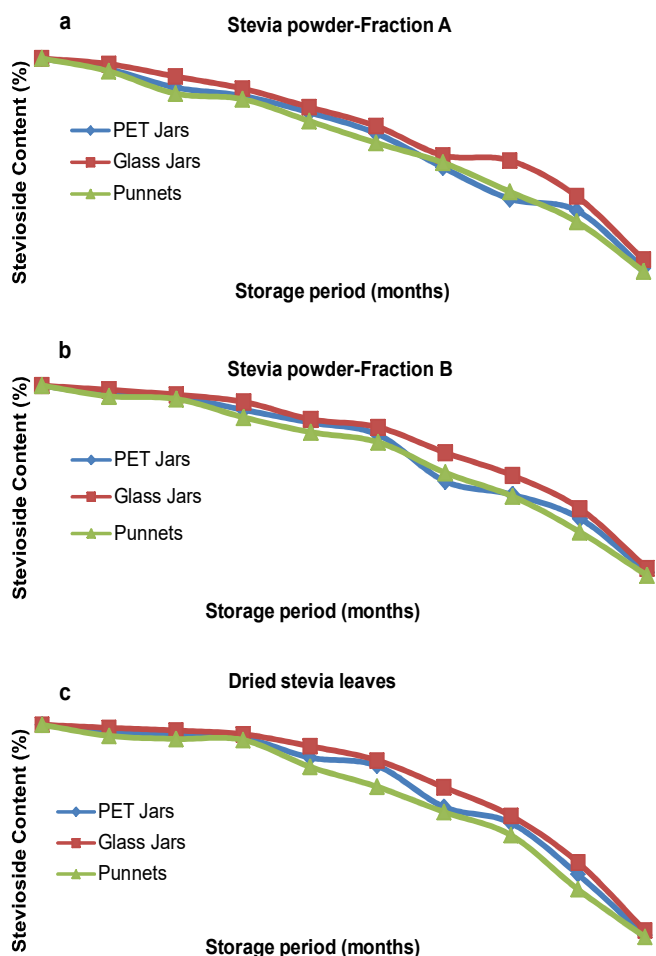 a
Stevia powder-Fraction A
Stevioside Content (%)
PET Jars
Glass Jars
Punnets
Storage period (months)
b
Stevia powder-Fraction B
Stevioside Content (%)
PET Jars
Glass Jars
Punnets
Storage period (months)
c
Dried stevia leaves
Stevioside Content (%)
PET Jars
Glass Jars
Punnets
Storage period (months)